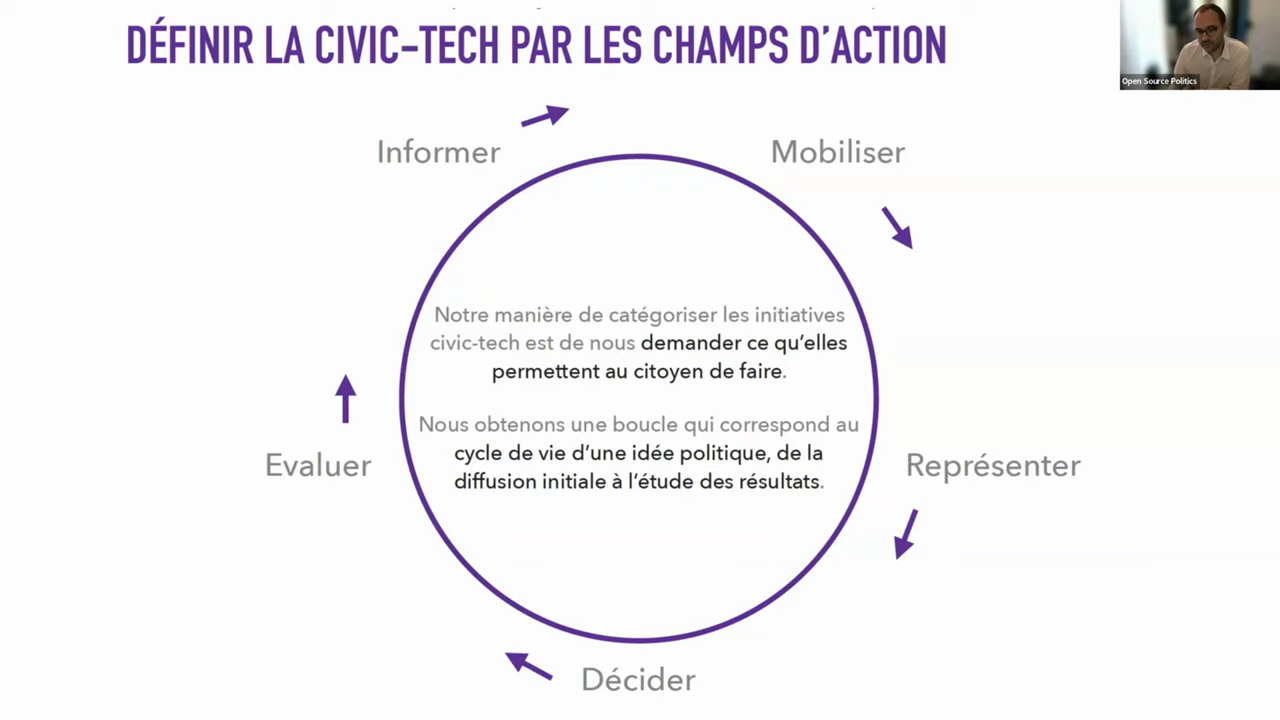 DÉFINIR LA CIVIC-TECH PAR LES CHAMPS D'ACTION
Open Source Politics
Informer
Mobiliser
Notre manière de catégoriser les initiatives
civic-tech est de nous demander ce qu'elles
permettent au citoyen de faire.
Nous obtenons une boucle qui correspond au
cycle de vie d'une idée politique, de la
diffusion initiale à l'étude des résultats.
Evaluer
Représenter
Décider